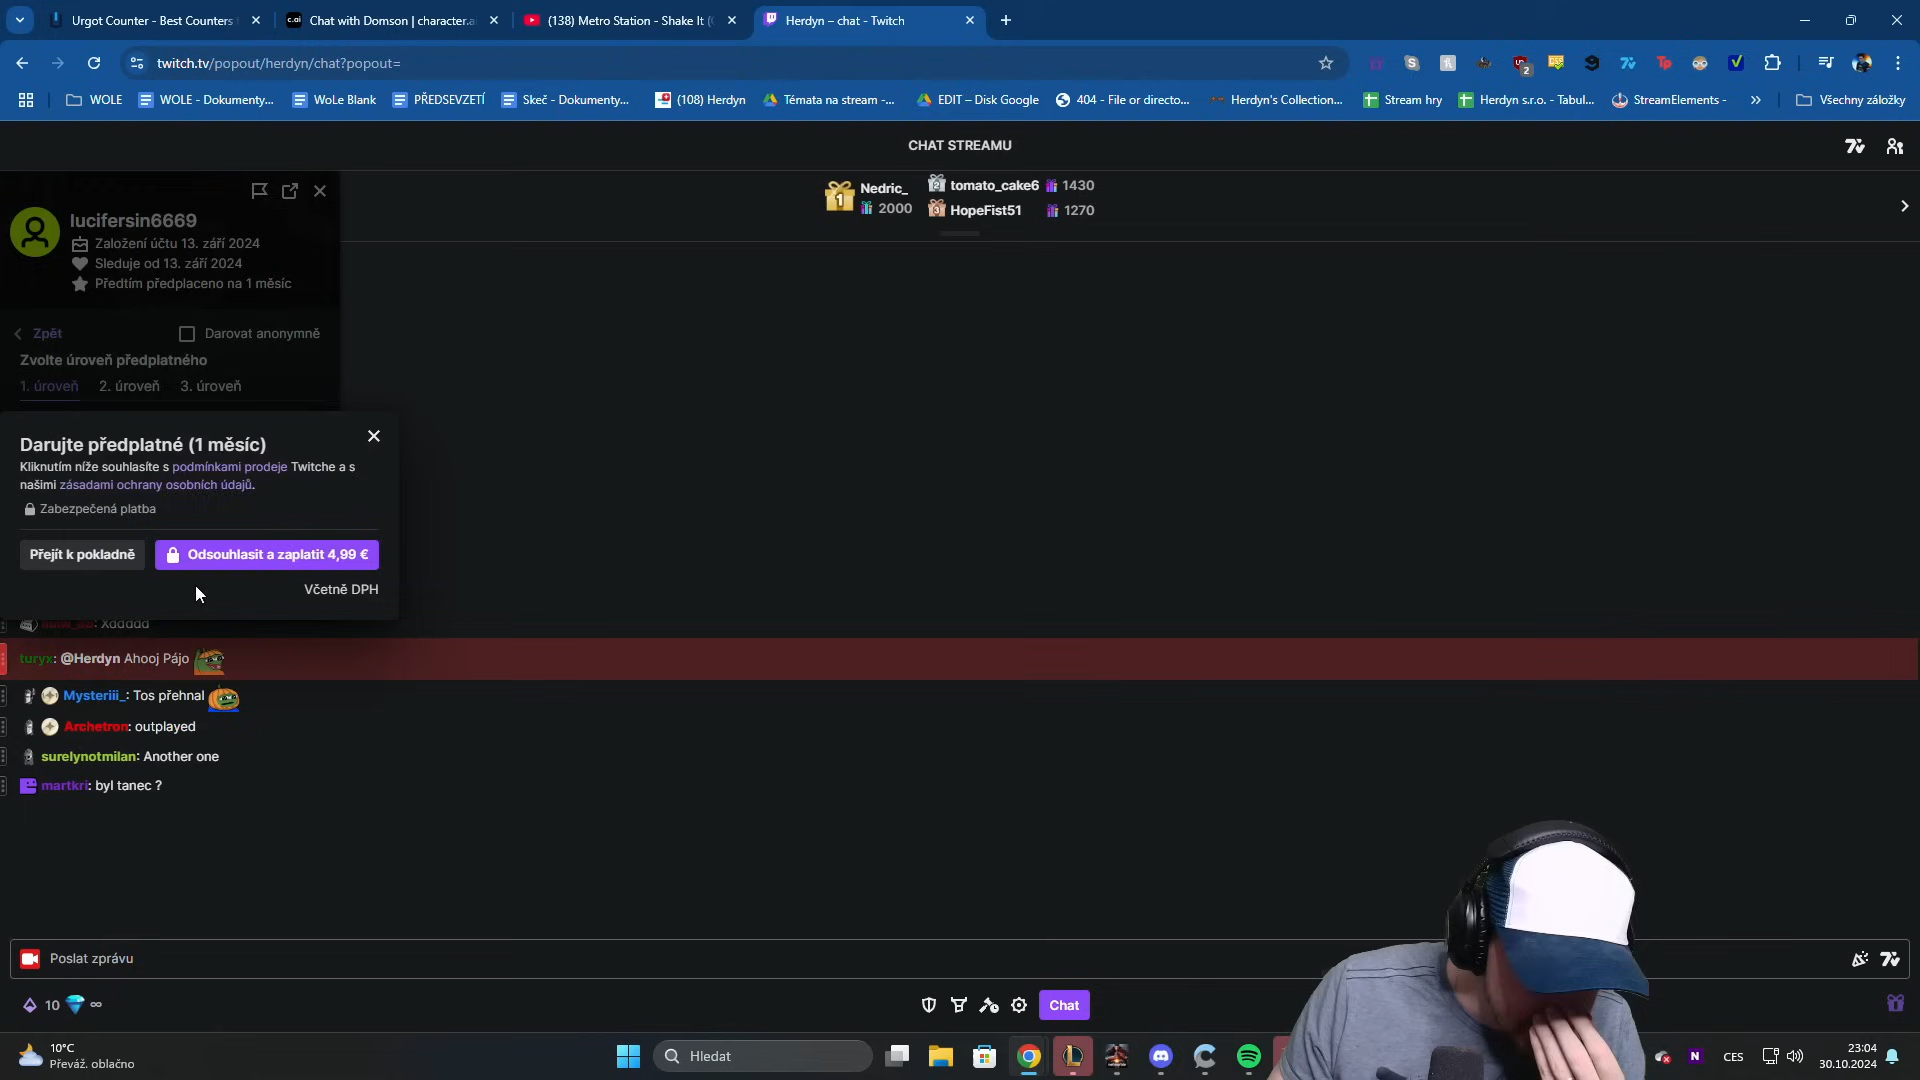 Urgot Counter - Best Counters
Chat with Domson | character.a
(138) Metro Station - Shake It (
Herdyn – chat - Twitch
twitch.tv/popout/herdyn/chat?popout=
WOLE
WOLE - Dokumenty...
WoLe Blank
PŘEDSEVZETÍ
Skeč - Dokumenty...
(108) Herdyn
Témata na stream -...
EDIT – Disk Google
404 - File or directo...
Herdyn's Collection...
Stream hry
Herdyn s.r.o. - Tabul...
StreamElements -
Všechny záložky
CHAT STREAMU
Nedric_
2000
tomato_cake6 1430
HopeFist51 1270
lucifersin6669
Založení účtu 13. září 2024
Sleduje od 13. září 2024
Předtím předplaceno na 1 měsíc
Zpět
Darovat anonymně
Zvolte úroveň předplatného
1. úroveň 2. úroveň 3. úroveň
Darujte předplatné (1 měsíc)
Kliknutím níže souhlasíte s podmínkami prodeje Twitche a s
našimi zásadami ochrany osobních údajů.
Zabezpečená platba
Přejít k pokladně
Odsouhlasit a zaplatit 4,99 €
Včetně DPH
Xddddd
turyx: @Herdyn Ahooj Pájo
Mysteriii_: Tos přehnal
Archetron: outplayed
surelynotmilan: Another one
martkri: byl tanec ?
Poslat zprávu
10 ∞
Chat
10°C
Převáž. oblačno
Hledat
CES
23:04
30.10.2024